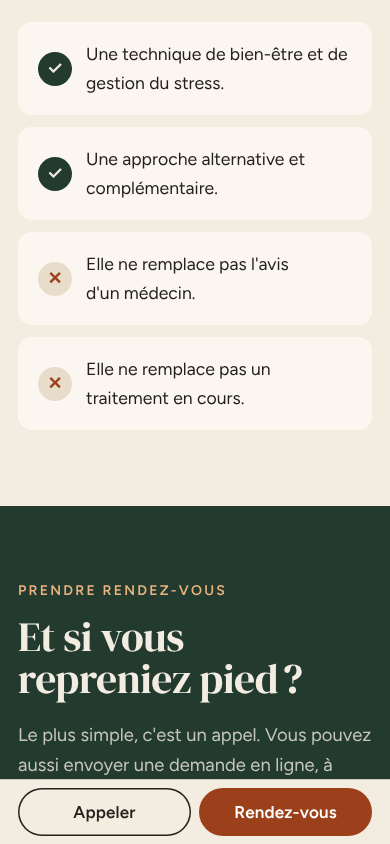 Une technique de bien-être et de
gestion du stress.
Une approche alternative et
complémentaire.
Elle ne remplace pas l'avis
d'un médecin.
Elle ne remplace pas un
traitement en cours.
PRENDRE RENDEZ-VOUS
Et si vous
repreniez pied ?
Le plus simple, c'est un appel. Vous pouvez
aussi envoyer une demande en ligne, à
Appeler
Rendez-vous